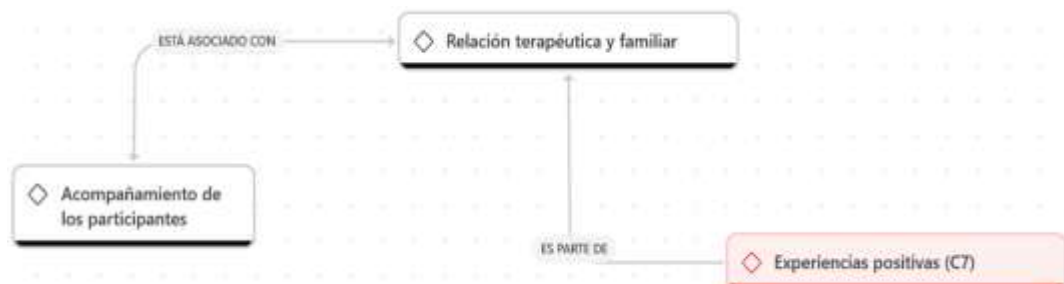 ESTÁ ASOCIADO CON
Relación terapéutica y familiar
Acompañamiento de
los participantes
ES PARTE DE
Experiencias positivas (C7)